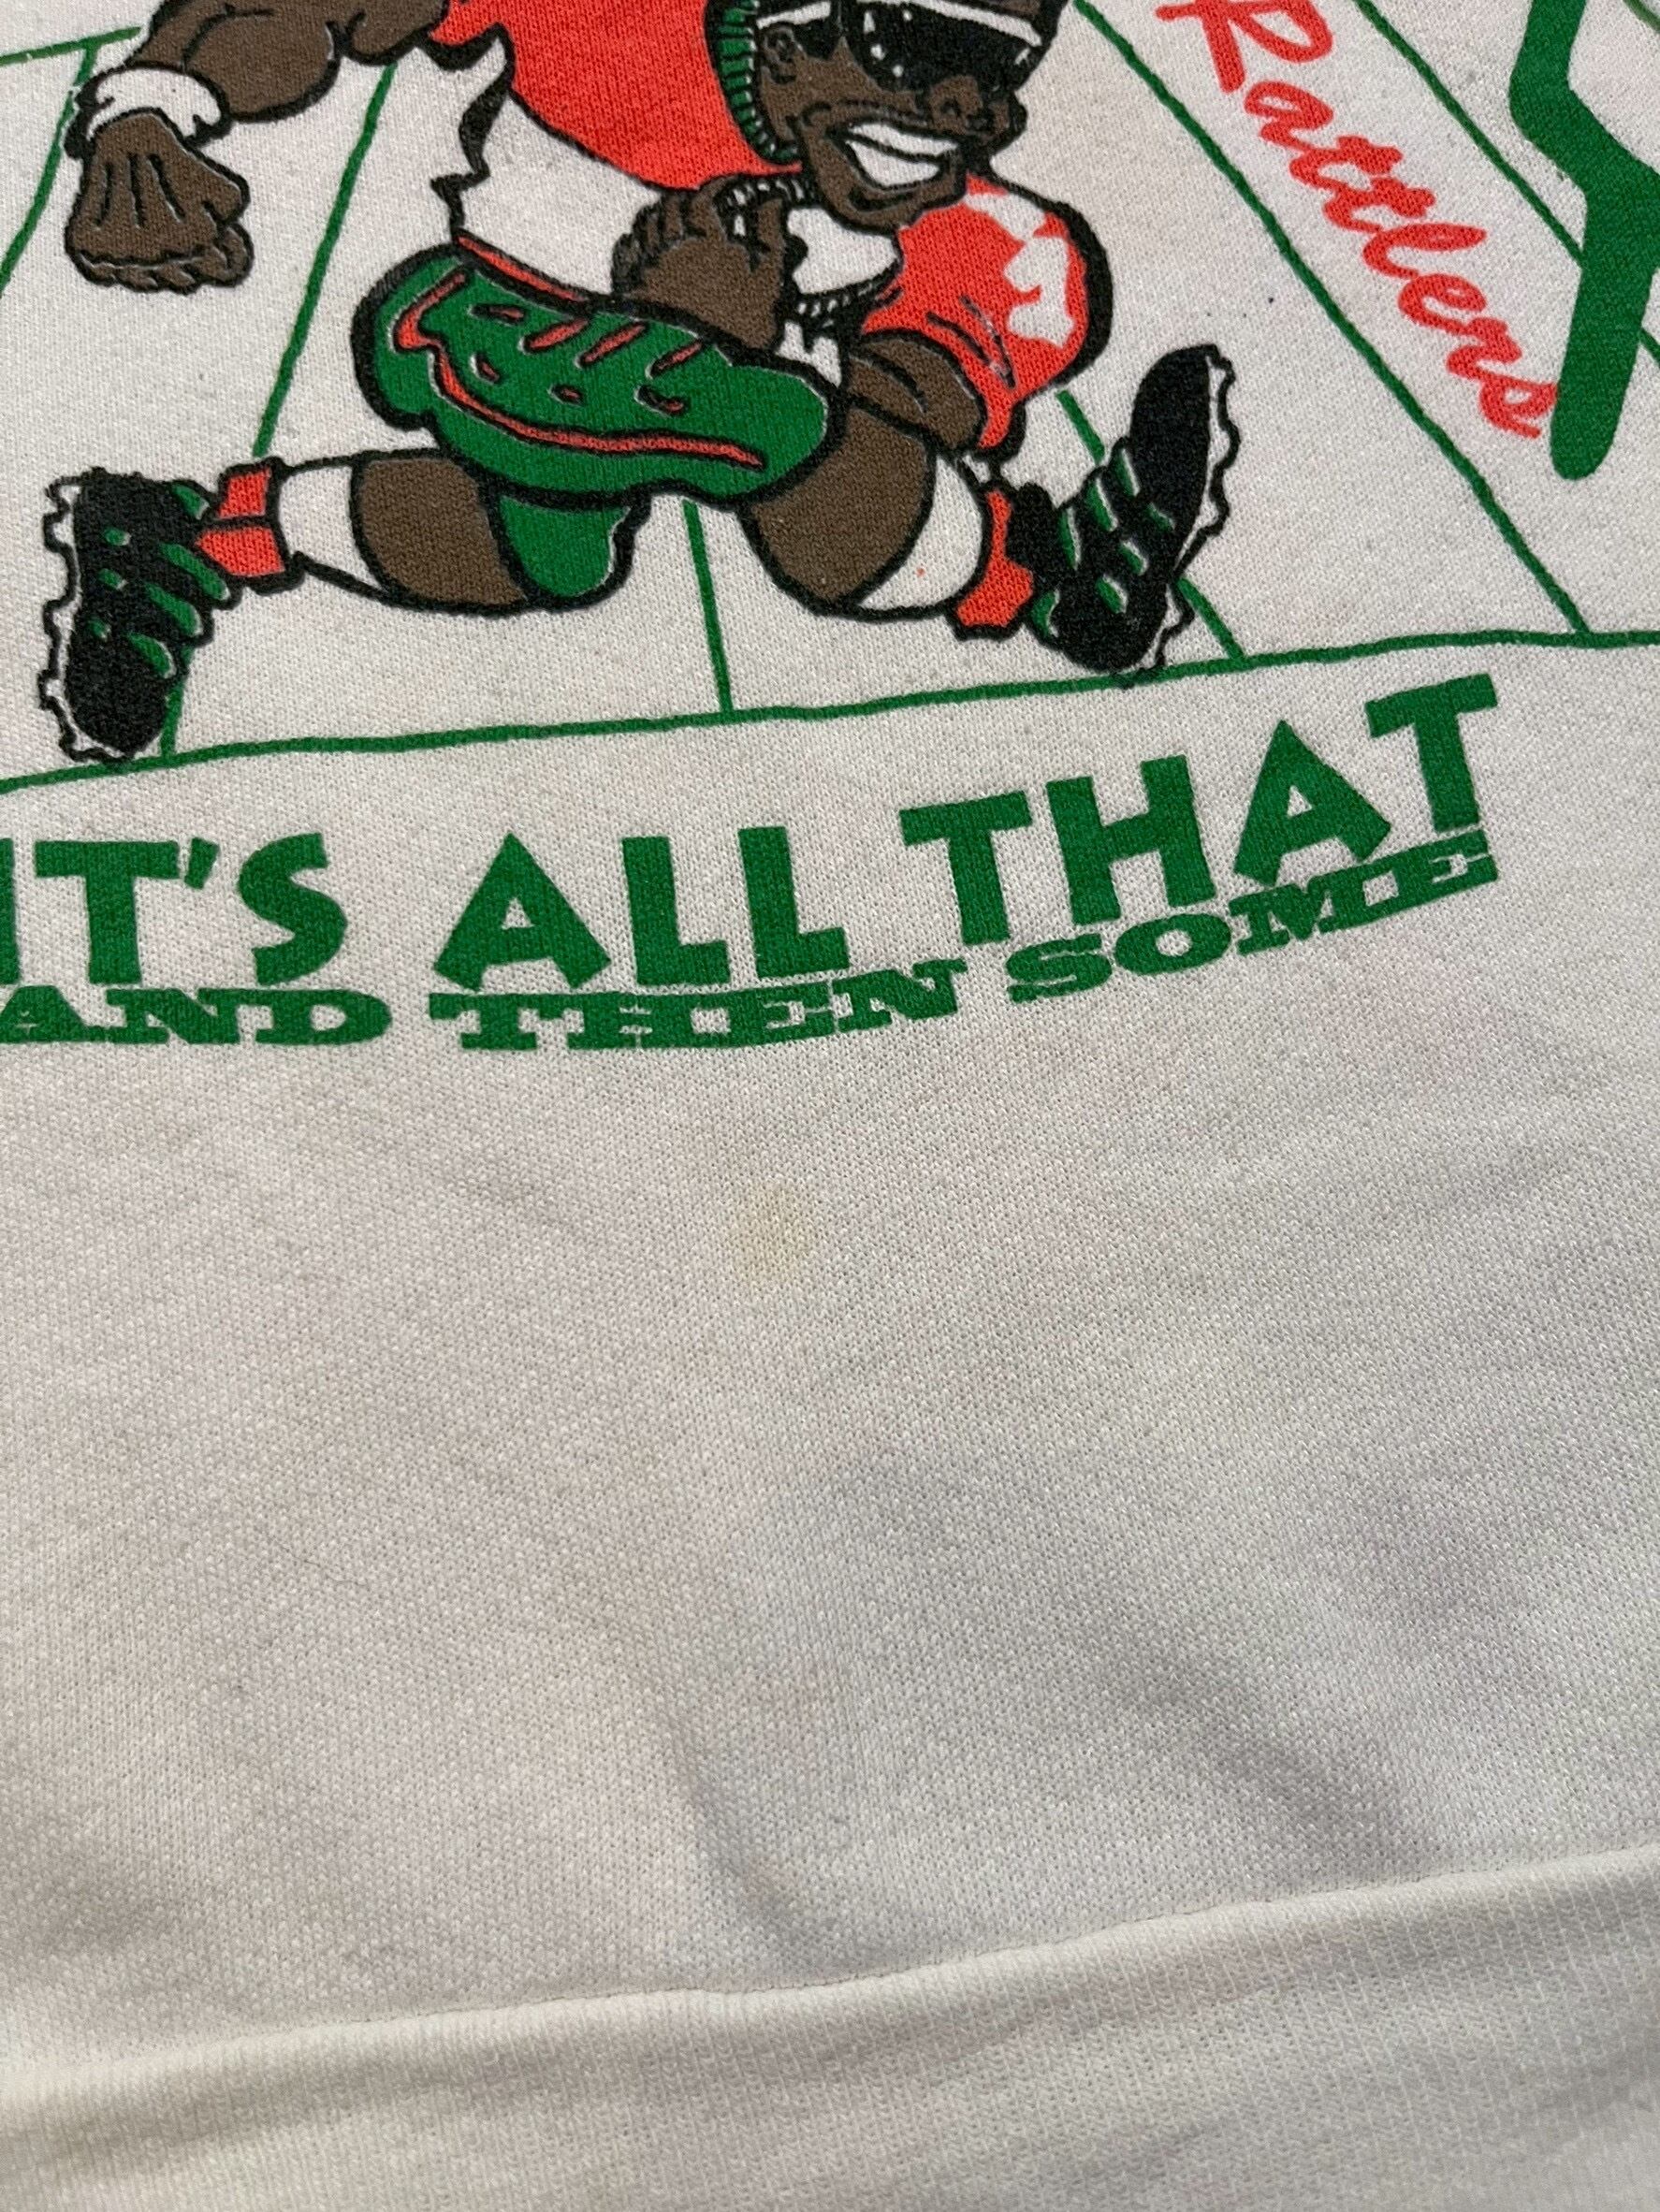 Rattlers
IT'S ALL THAT
AND THEN SOME